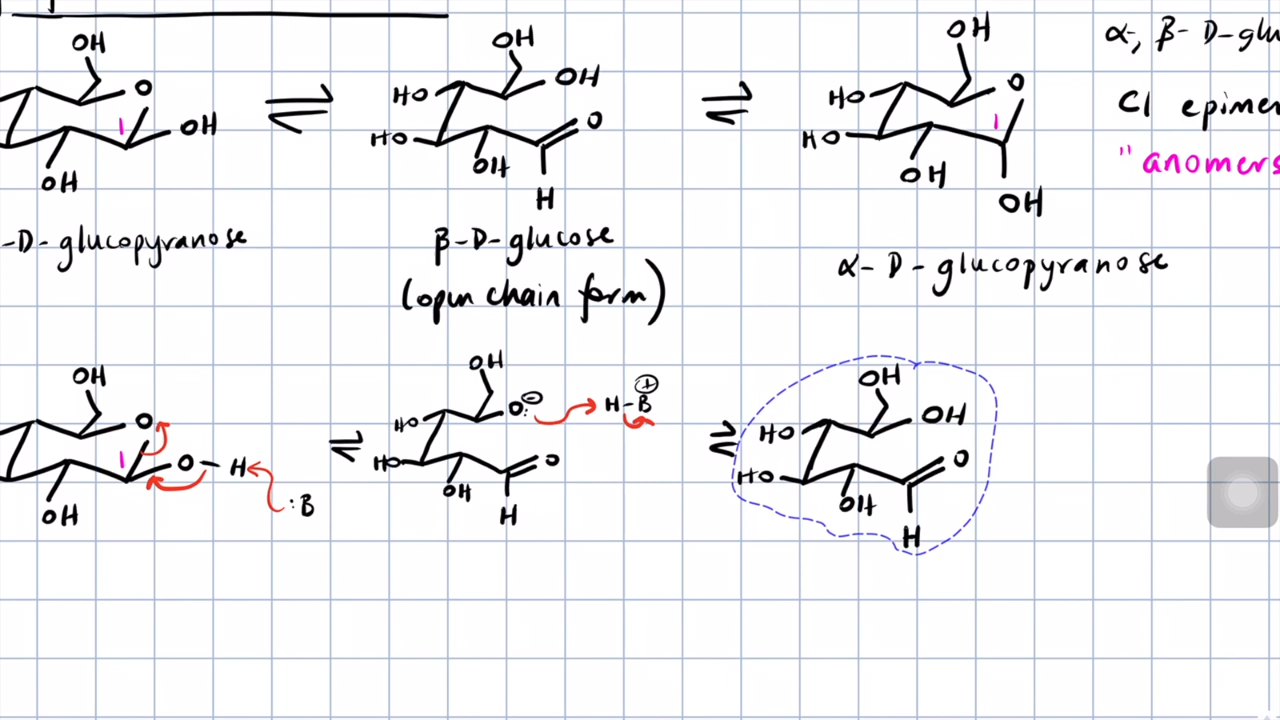 OH
OH
OH
α-, β- D-glu
O
OH
HO
O
HO
O
C1 epimer
1
OH
HO
O
HO
1
"anomers
OH
OH
OH
H
OH
-D-glucopyranose
β-D-glucose
α-D-glucopyranose
(open chain form)
OH
OH
OH
O
HO
O:⊖
H-B⊕
HO
OH
1
O-H
HO
O
HO
O
OH
:B
OH
H
OH
H